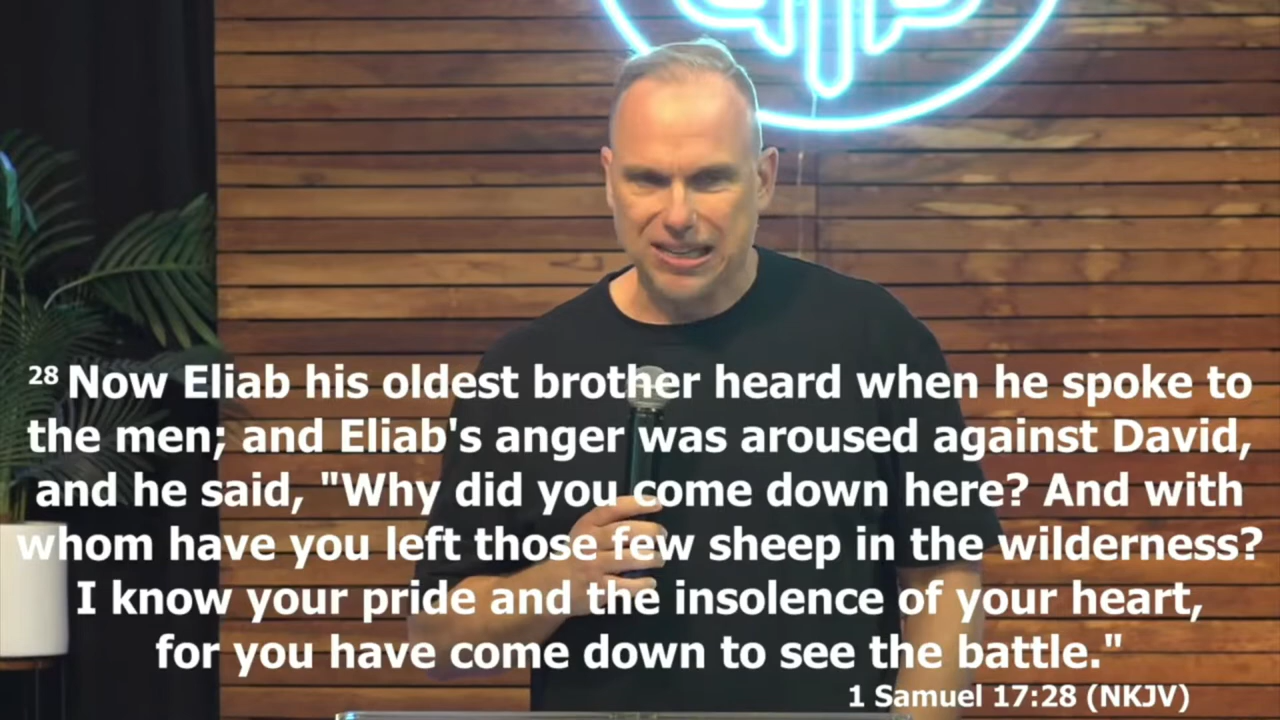 28 Now Eliab his oldest brother heard when he spoke to
the men; and Eliab's anger was aroused against David,
and he said, "Why did you come down here? And with
whom have you left those few sheep in the wilderness?
I know your pride and the insolence of your heart,
for you have come down to see the battle."
1 Samuel 17:28 (NKJV)